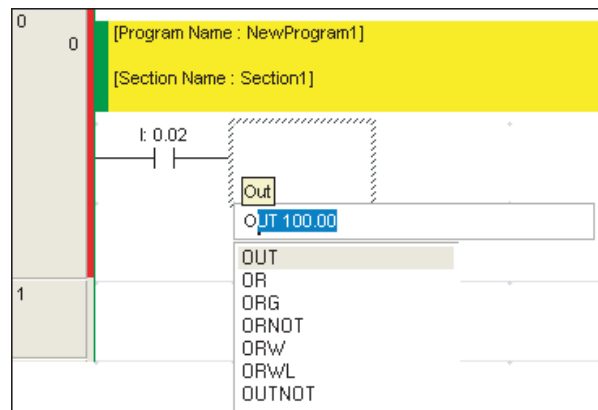 0
0
[Program Name : NewProgram1]
[Section Name : Section1]
I: 0.02
Out
OUT 100.00
OUT
OR
ORG
ORNOT
ORW
ORWL
OUTNOT
1